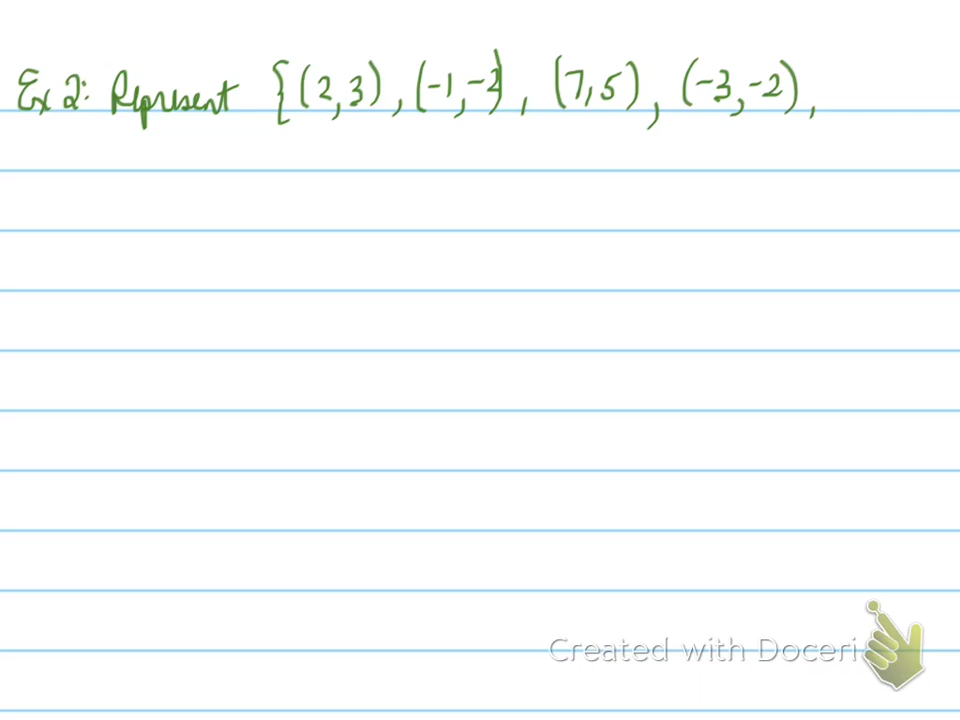 Ex 2: Represent {(2,3), (-1,-2), (7,5), (-3,-2),
Created with Doceri